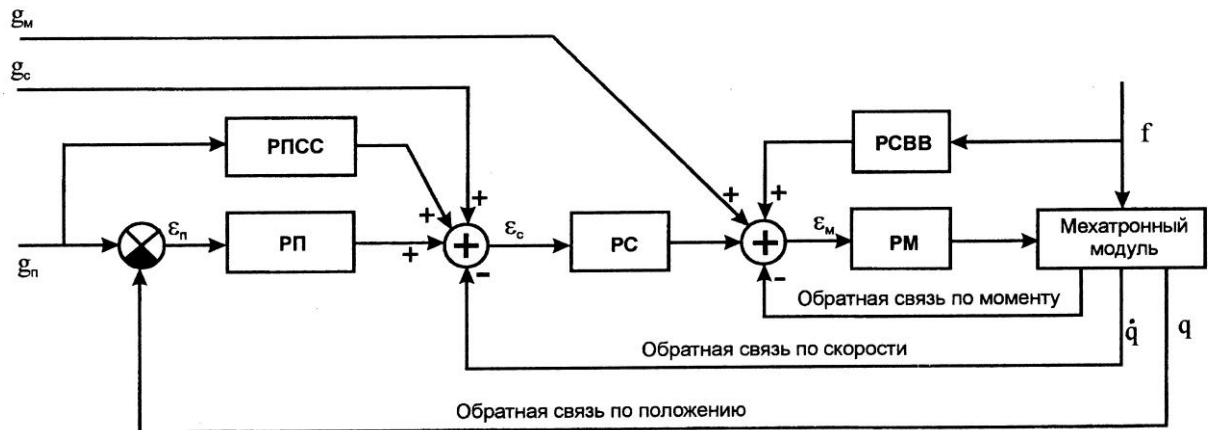 gм
gс
РПСС
РСВВ
f
+
+
+
+
+
gп
εп
РП
+
+
εс
РС
+
εм
РМ
Мехатронный
модуль
-
-
Обратная связь по моменту
q̇
q
Обратная связь по скорости
Обратная связь по положению